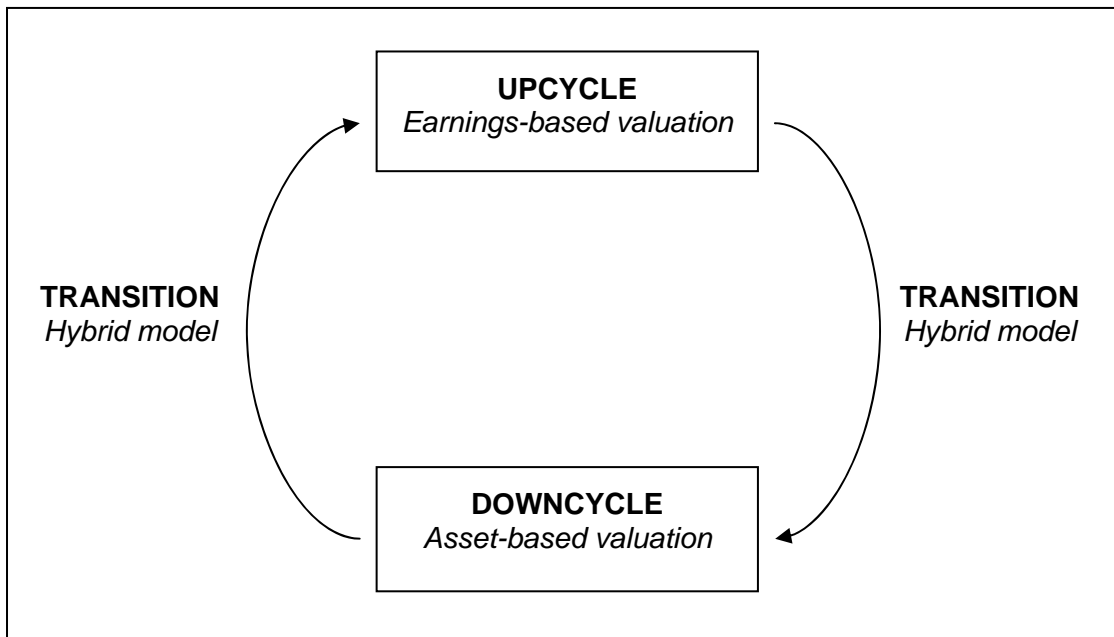 UPCYCLE
Earnings-based valuation
TRANSITION
Hybrid model
TRANSITION
Hybrid model
DOWNCYCLE
Asset-based valuation